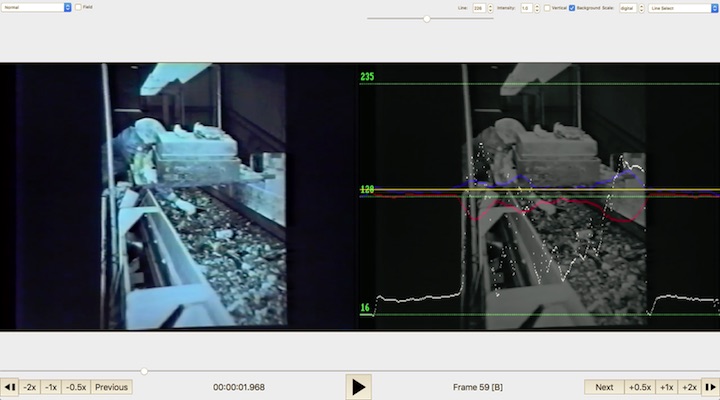 Normal Field Line: 236 Intensity: 1.0 Vertical Background Scale: digital Line Select
235
128
16
-2x -1x -0.5x Previous 00:00:01.968 Frame 59 [B] Next +0.5x +1x +2x